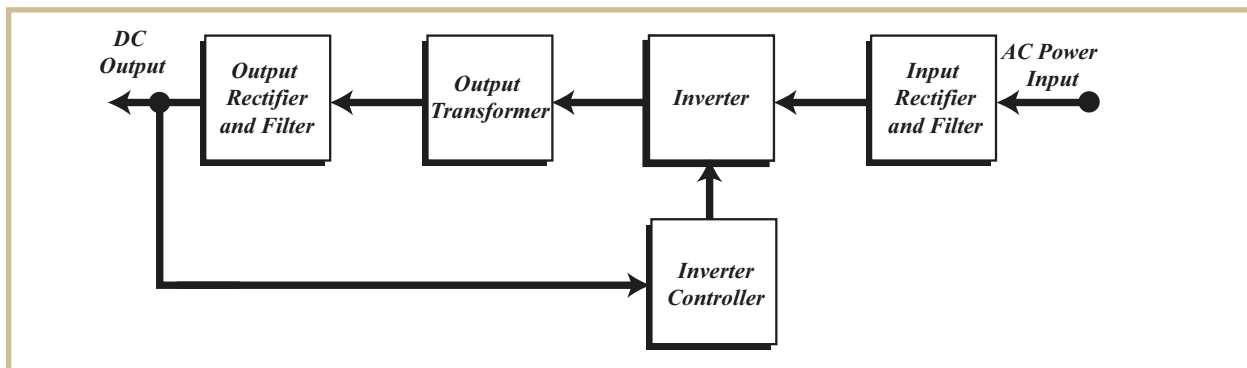 DC
Output
Output
Rectifier
and Filter
Output
Transformer
Inverter
Input
Rectifier
and Filter
AC Power
Input
Inverter
Controller